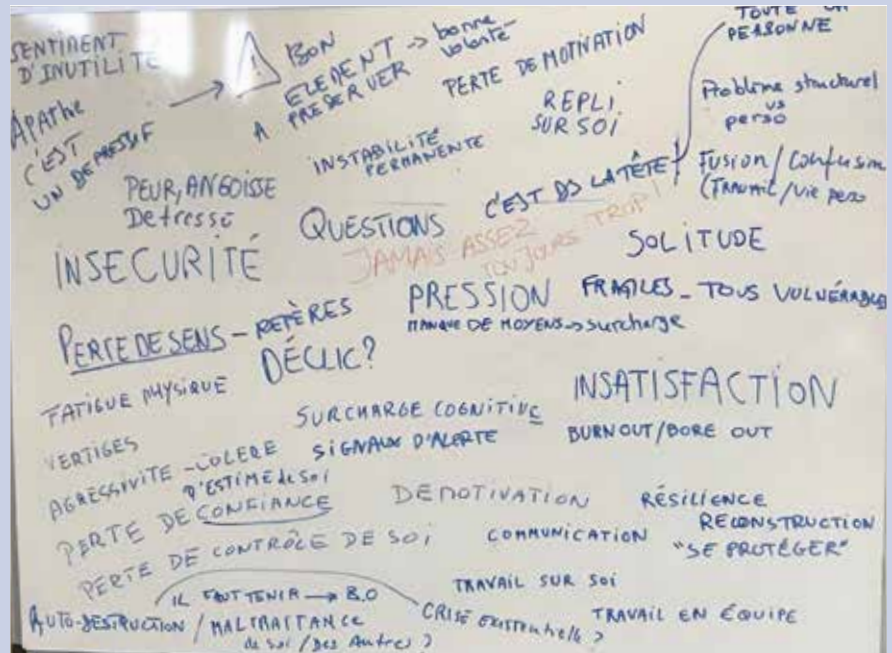 SENTIMENT
D'INUTILITÉ
APATHIE
C'EST
UN DEPRESSIF
!
BON
ELEMENT -> bonne
volonté
A PRESERVER
PERTE DE MOTIVATION
TOUTE
PERSONNE
Problème structurel
vs
perso
REPLI
SUR SOI
INSTABILITÉ
PERMANENTE
PEUR, ANGOISSE
Detresse
C'EST DS LA TÊTE!
FUSION / Confusion
(TRAVAIL / Vie perso
QUESTIONS
JAMAIS ASSEZ
TOUJOURS TROP!
INSECURITÉ
SOLITUDE
PRESSION
FRAGILES - TOUS VULNÉRABLES
MANQUE DE MOYENS -> surcharge
PERTE DE SENS - REPÈRES
DÉCLIC?
FATIGUE PHYSIQUE
INSATISFACTION
SURCHARGE COGNITIVE
VERTIGES
SIGNAUX D'ALERTE
BURNOUT/BORE OUT
AGRESSIVITE - COLERE
D'ESTIME de Soi
PERTE DE CONFIANCE
DEMOTIVATION
RÉSILIENCE
RECONSTRUCTION
"SE PROTÉGER"
PERTE DE CONTRÔLE DE SOI
COMMUNICATION
TRAVAIL SUR SOI
IL FAUT TENIR -> B.O
AUTO-DESTRUCTION / MALTRAITANCE
de soi / Des Autres ?
CRISE EXISTENTIELLE ?
TRAVAIL EN ÉQUIPE